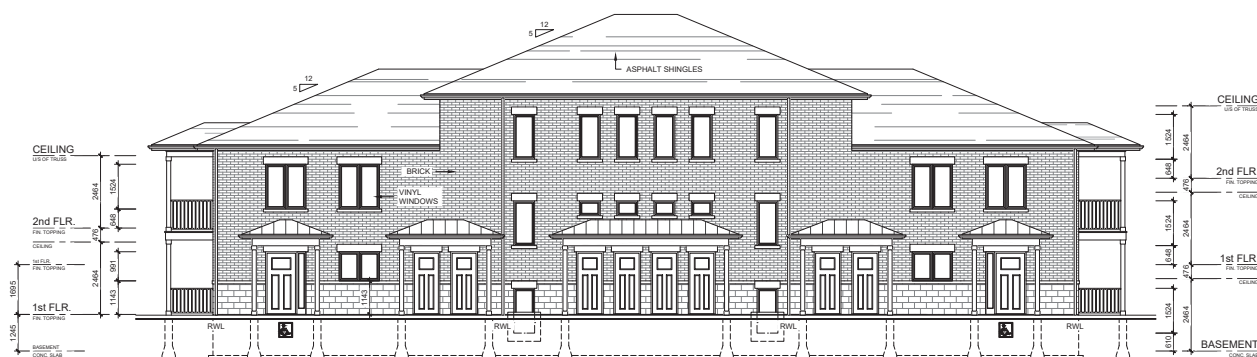 12
5
ASPHALT SHINGLES
12
5
BRICK
VINYL
WINDOWS
CEILING
U/S OF TRUSS
2464
1524
648
2nd FLR.
FIN. TOPPING
476
CEILING
1st FLR.
FIN. TOPPING
2464
991
1143
1695
1st FLR.
FIN. TOPPING
1245
BASEMENT
CONC. SLAB
1143
RWL
RWL
RWL
RWL
CEILING
U/S OF TRUSS
1524
2464
648
2nd FLR.
FIN. TOPPING
476
CEILING
1524
2464
648
1st FLR.
FIN. TOPPING
476
CEILING
1524
2464
610
BASEMENT
CONC. SLAB